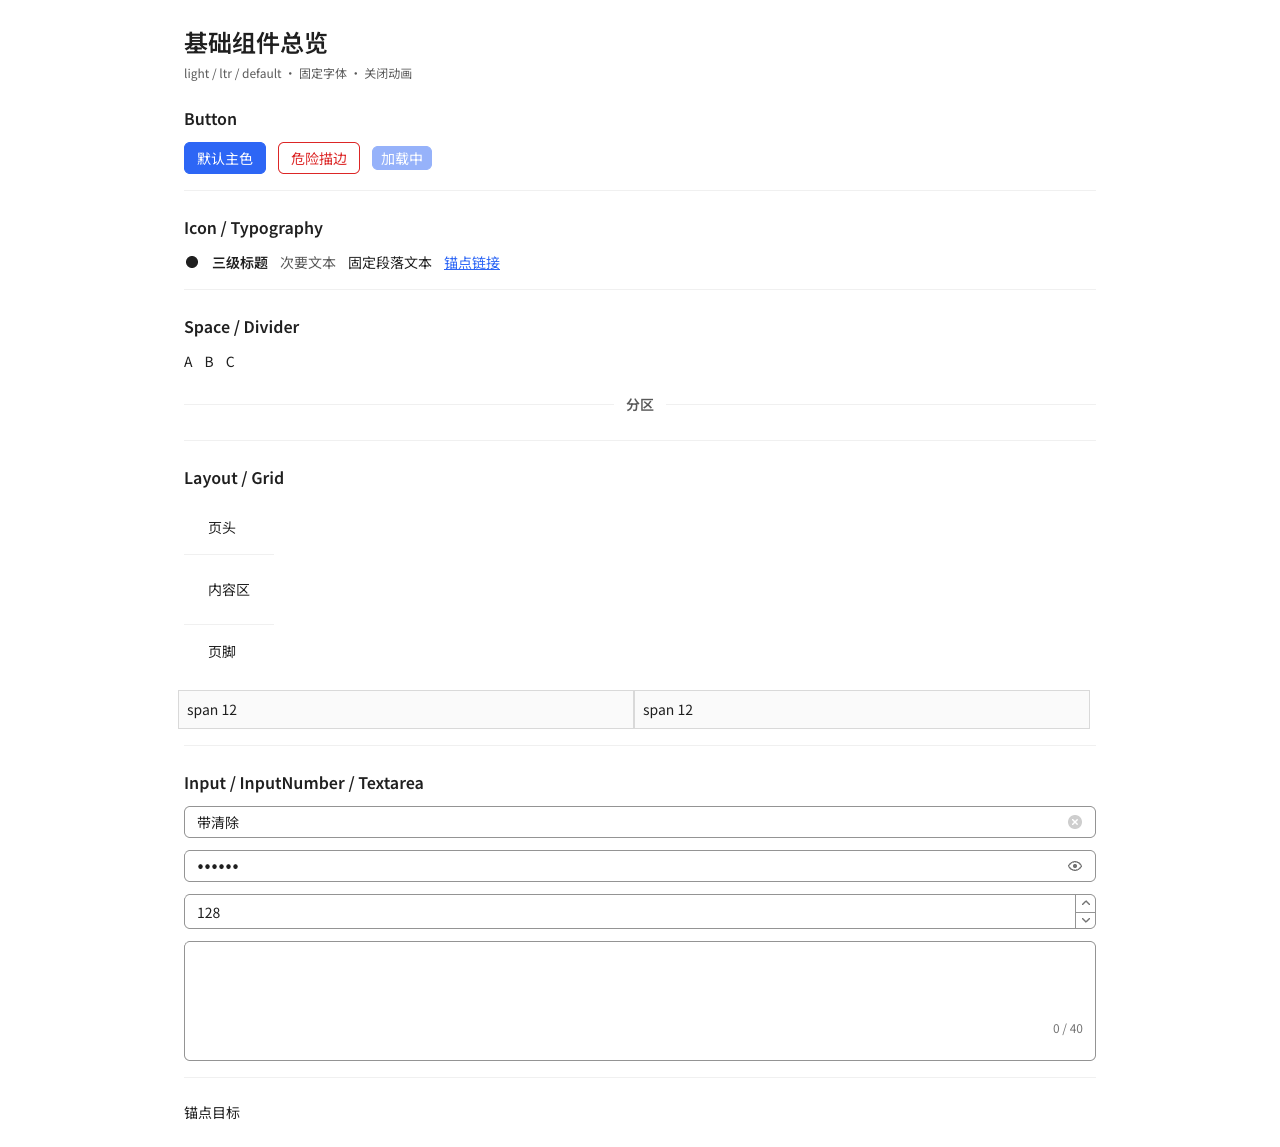 基础组件总览
light / ltr / default · 固定字体 · 关闭动画
Button
默认主色 危险描边 加载中
Icon / Typography
三级标题 次要文本 固定段落文本 锚点链接
Space / Divider
A B C
分区
Layout / Grid
页头
内容区
页脚
span 12 span 12
Input / InputNumber / Textarea
带清除
••••••
128
0 / 40
锚点目标